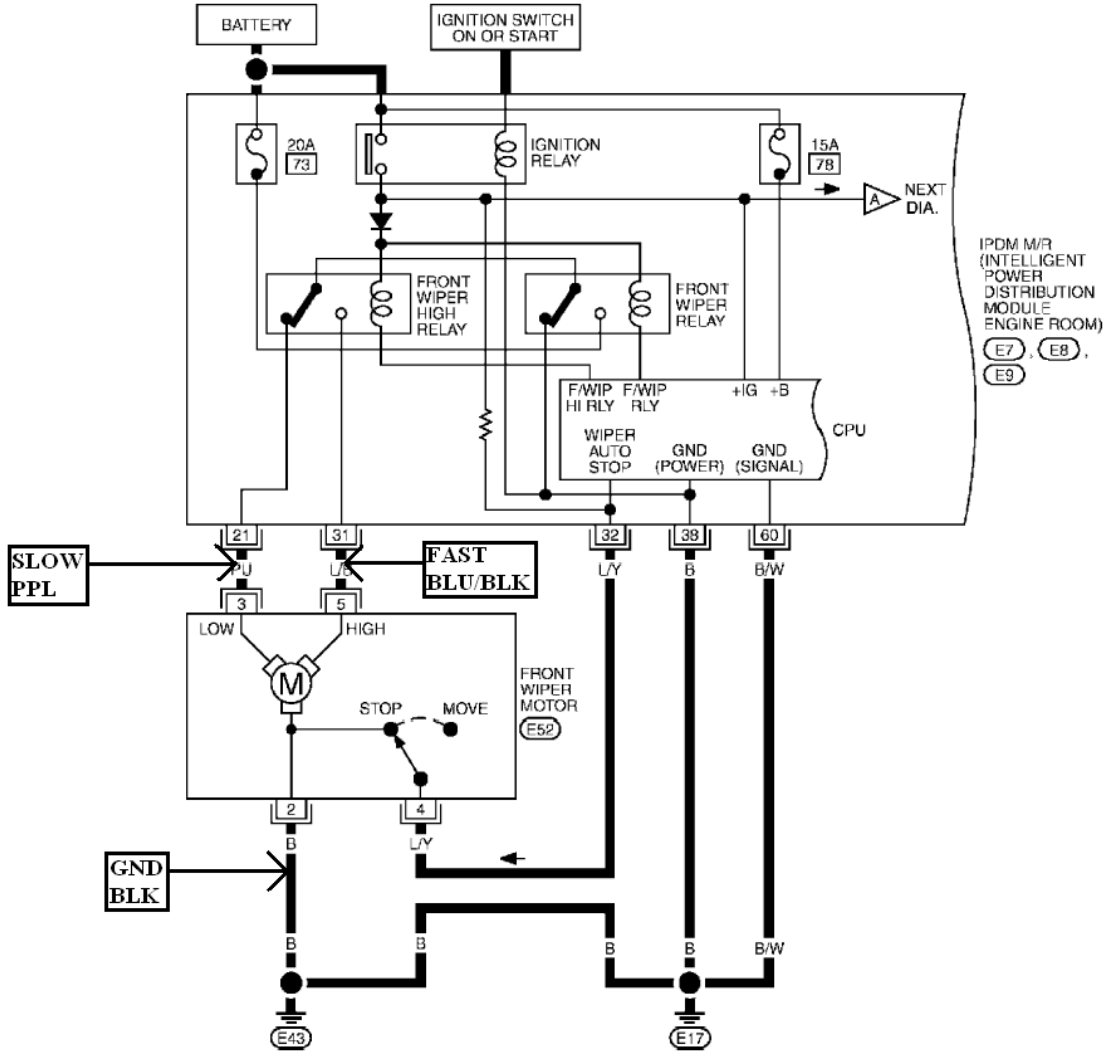 BATTERY
IGNITION SWITCH
ON OR START
20A
73
IGNITION
RELAY
15A
78
A
NEXT
DIA.
IPDM M/R
(INTELLIGENT
POWER
DISTRIBUTION
MODULE
ENGINE ROOM)
E7, E8,
E9
FRONT
WIPER
HIGH
RELAY
FRONT
WIPER
RELAY
F/WIP
HI RLY
F/WIP
RLY
+IG
+B
CPU
WIPER
AUTO
STOP
GND
(POWER)
GND
(SIGNAL)
21
31
32
38
60
SLOW
PPL
PU
L/B
FAST
BLU/BLK
L/Y
B
B/W
3
5
LOW
HIGH
M
STOP
MOVE
FRONT
WIPER
MOTOR
E52
2
4
B
L/Y
GND
BLK
B
B
B
B
B/W
E43
E17